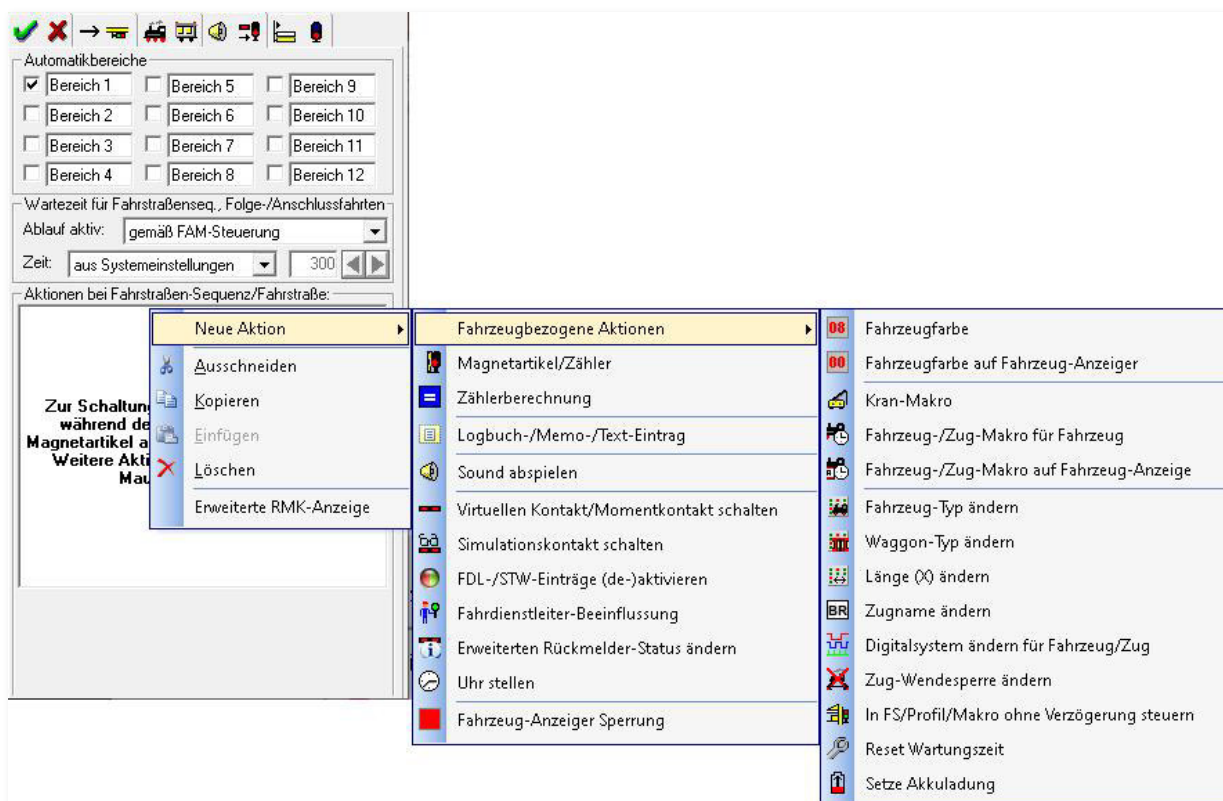 Automatikbereiche
Bereich 1 Bereich 5 Bereich 9
Bereich 2 Bereich 6 Bereich 10
Bereich 3 Bereich 7 Bereich 11
Bereich 4 Bereich 8 Bereich 12
Wartezeit für Fahrstraßenseq., Folge-/Anschlussfahrten
Ablauf aktiv: gemäß FAM-Steuerung
Zeit: aus Systemeinstellungen 300
Aktionen bei Fahrstraßen-Sequenz/Fahrstraße:
Zur Schaltun
während de
Magnetartikel a
Weitere Akti
Mau
Neue Aktion
Ausschneiden
Kopieren
Einfügen
Löschen
Erweiterte RMK-Anzeige
Fahrzeugbezogene Aktionen
Magnetartikel/Zähler
Zählerberechnung
Logbuch-/Memo-/Text-Eintrag
Sound abspielen
Virtuellen Kontakt/Momentkontakt schalten
Simulationskontakt schalten
FDL-/STW-Einträge (de-)aktivieren
Fahrdienstleiter-Beeinflussung
Erweiterten Rückmelder-Status ändern
Uhr stellen
Fahrzeug-Anzeiger Sperrung
08 Fahrzeugfarbe
00 Fahrzeugfarbe auf Fahrzeug-Anzeiger
Kran-Makro
Fahrzeug-/Zug-Makro für Fahrzeug
Fahrzeug-/Zug-Makro auf Fahrzeug-Anzeige
Fahrzeug-Typ ändern
Waggon-Typ ändern
Länge (X) ändern
BR Zugname ändern
Digitalsystem ändern für Fahrzeug/Zug
Zug-Wendesperre ändern
In FS/Profil/Makro ohne Verzögerung steuern
Reset Wartungszeit
Setze Akkuladung